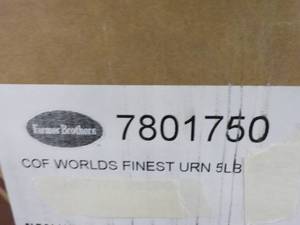 Farmer Brothers 7801750
COF WORLDS FINEST URN 5LB